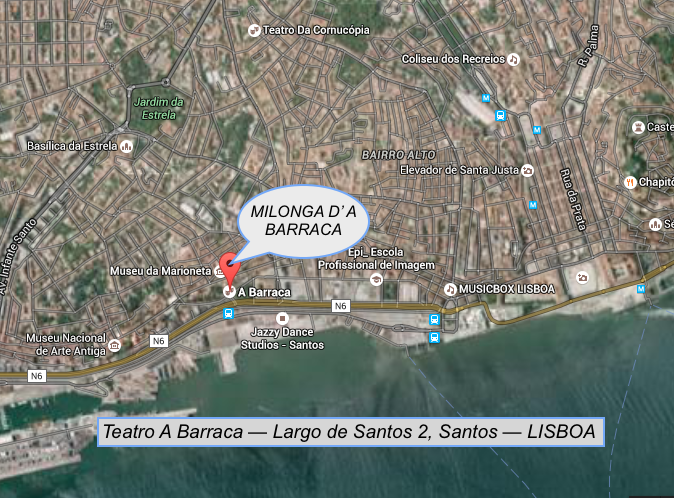 Teatro Da Cornucópia
R. Palma
Coliseu dos Recreios
M
Jardim da
Estrela
M
Caste
Basílica da Estrela
BAIRRO ALTO
Elevador de Santa Justa
Rua da Prata
Chapitô
M
MILONGA D' A
BARRACA
Sé
Av. Infante Santo
Epi_ Escola
Profissional de Imagem
Museu da Marioneta
A Barraca
MUSICBOX LISBOA
M
N6
Jazzy Dance
Studios - Santos
Museu Nacional
de Arte Antiga
N6
N6
Teatro A Barraca — Largo de Santos 2, Santos — LISBOA